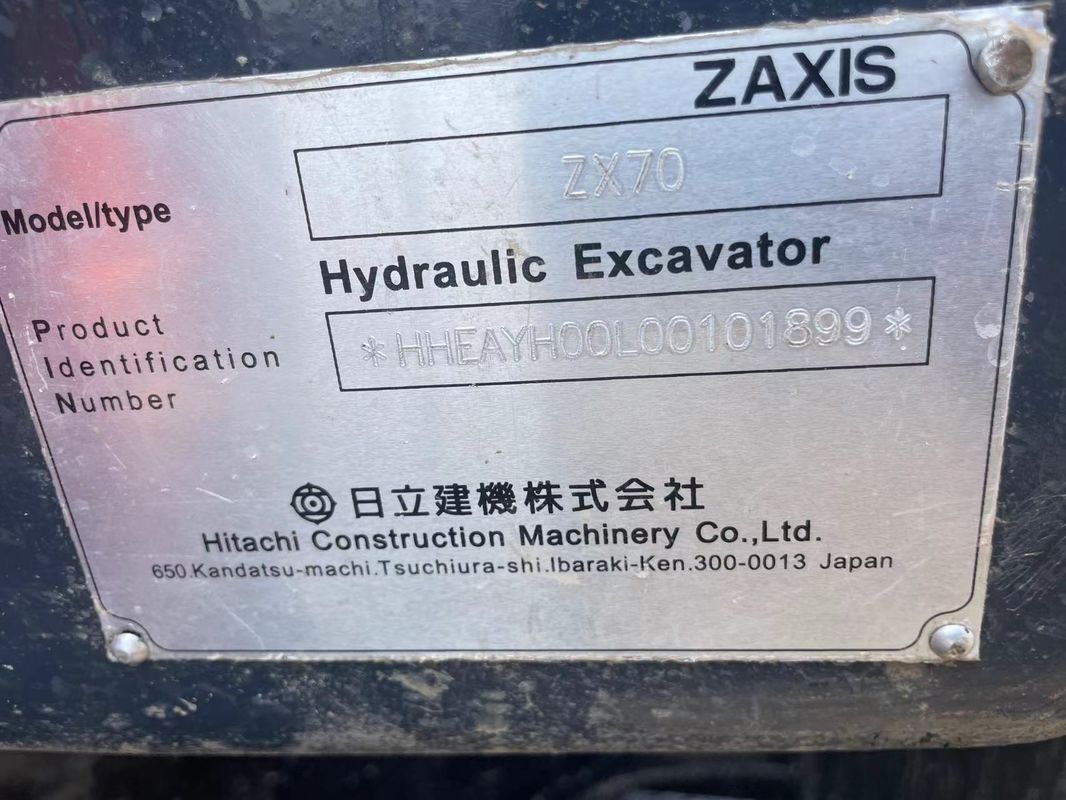 ZAXIS
Model/type
ZX70
Hydraulic Excavator
Product
Identification
Number
*HHEAYH00L00101899*
日立建機株式会社
Hitachi Construction Machinery Co.,Ltd.
650.Kandatsu-machi.Tsuchiura-shi.Ibaraki-Ken.300-0013 Japan